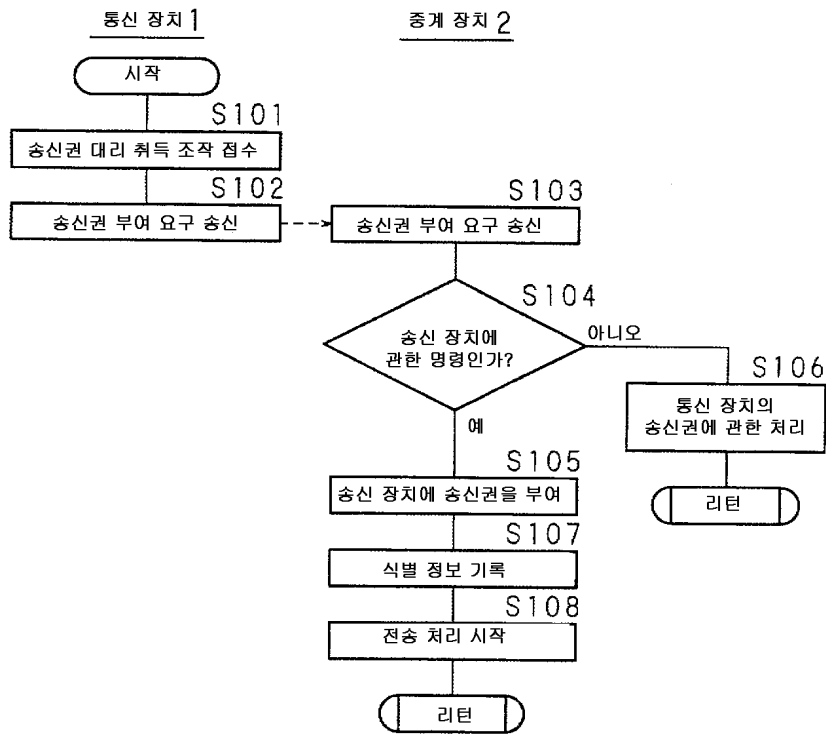 통신 장치 1
중계 장치 2
시작
S101
송신권 대리 취득 조작 접수
S102
송신권 부여 요구 송신
S103
송신권 부여 요구 송신
S104
송신 장치에
관한 명령인가?
아니오
예
S106
통신 장치의
송신권에 관한 처리
리턴
S105
송신 장치에 송신권을 부여
S107
식별 정보 기록
S108
전송 처리 시작
리턴